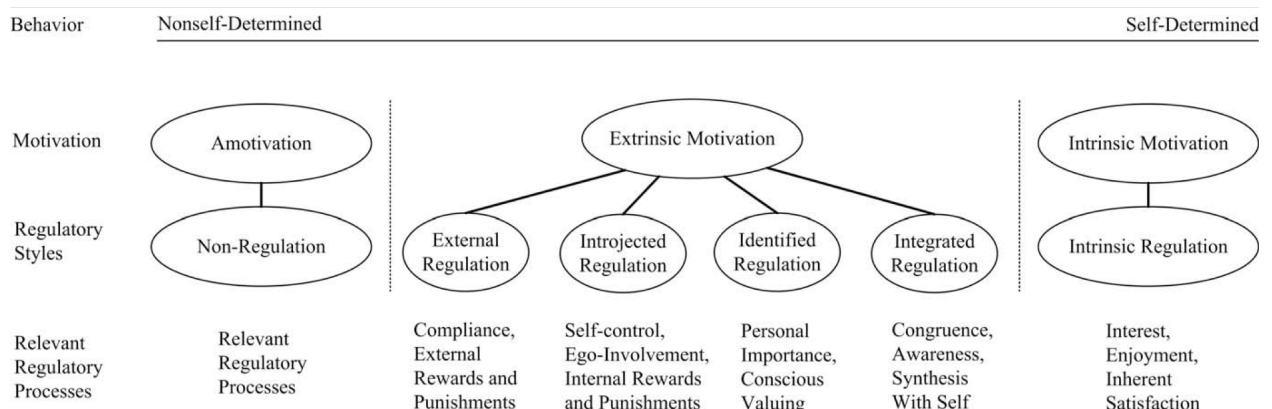 Behavior
Nonself-Determined
Self-Determined
Motivation
Amotivation
Extrinsic Motivation
Intrinsic Motivation
Regulatory
Styles
Non-Regulation
External
Regulation
Introjected
Regulation
Identified
Regulation
Integrated
Regulation
Intrinsic Regulation
Relevant
Regulatory
Processes
Relevant
Regulatory
Processes
Compliance,
External
Rewards and
Punishments
Self-control,
Ego-Involvement,
Internal Rewards
and Punishments
Personal
Importance,
Conscious
Valuing
Congruence,
Awareness,
Synthesis
With Self
Interest,
Enjoyment,
Inherent
Satisfaction